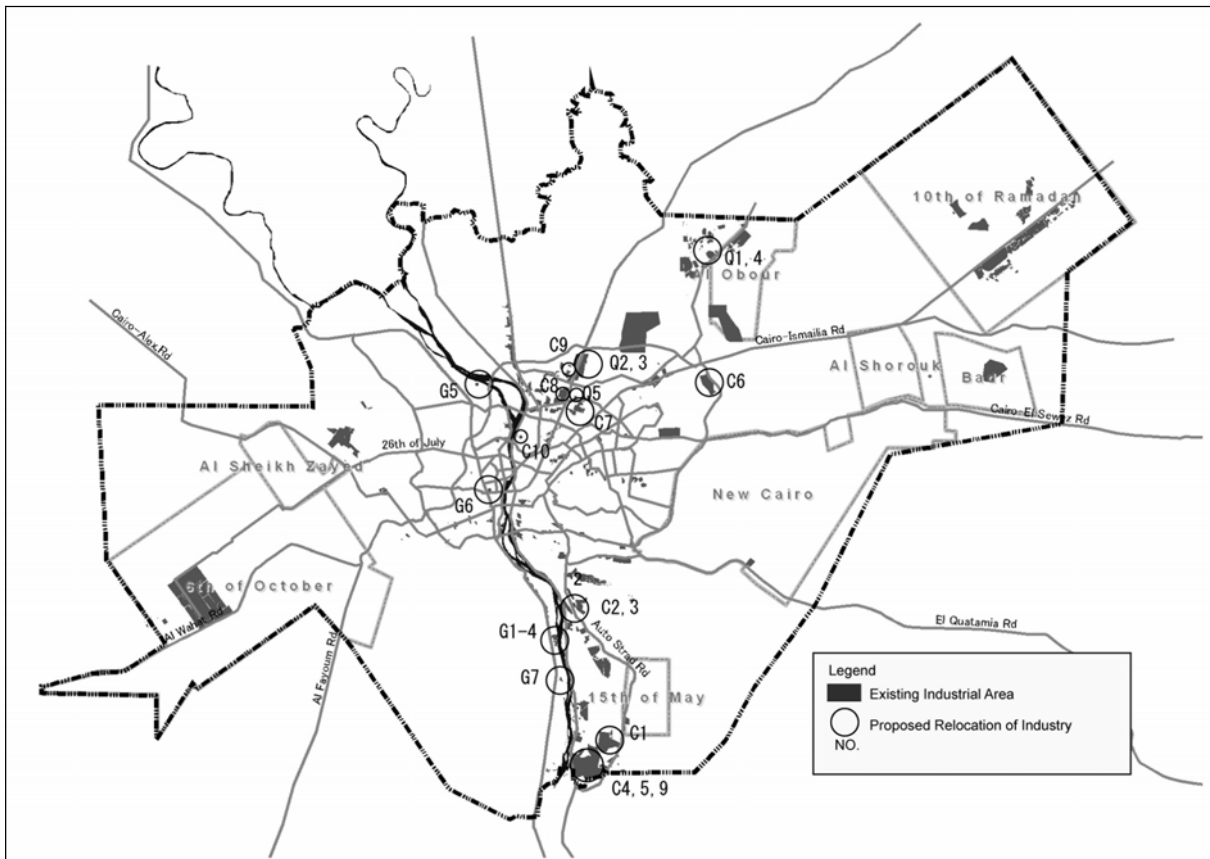 10th of Ramadan
Q1, 4
Al Obour
Cairo-Alex Rd
Cairo-Ismailia Rd
C9
Q2, 3
Al Shorouk
Badr
G5
C8
Q5
C6
C7
Cairo-El Sewez Rd
26th of July
C10
Al Sheikh Zayed
New Cairo
G6
6th of October
2
C2, 3
Al Wahat Rd
Al Fayoum Rd
G1-4
Auto Strad Rd
El Quatamia Rd
G7
15th of May
C1
C4, 5, 9
Legend
Existing Industrial Area
Proposed Relocation of Industry
NO.